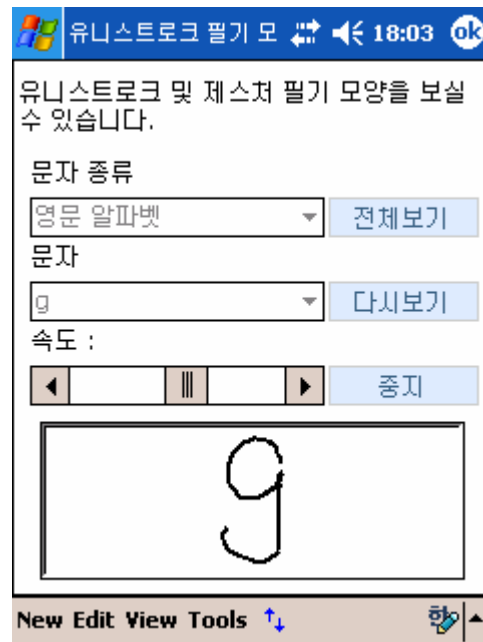 유니스트로크 필기 모 18:03 ok
유니스트로크 및 제스처 필기 모양을 보실
수 있습니다.
문자 종류
영문 알파벳 전체보기
문자
g 다시보기
속도 :
중지
g
New Edit View Tools
한